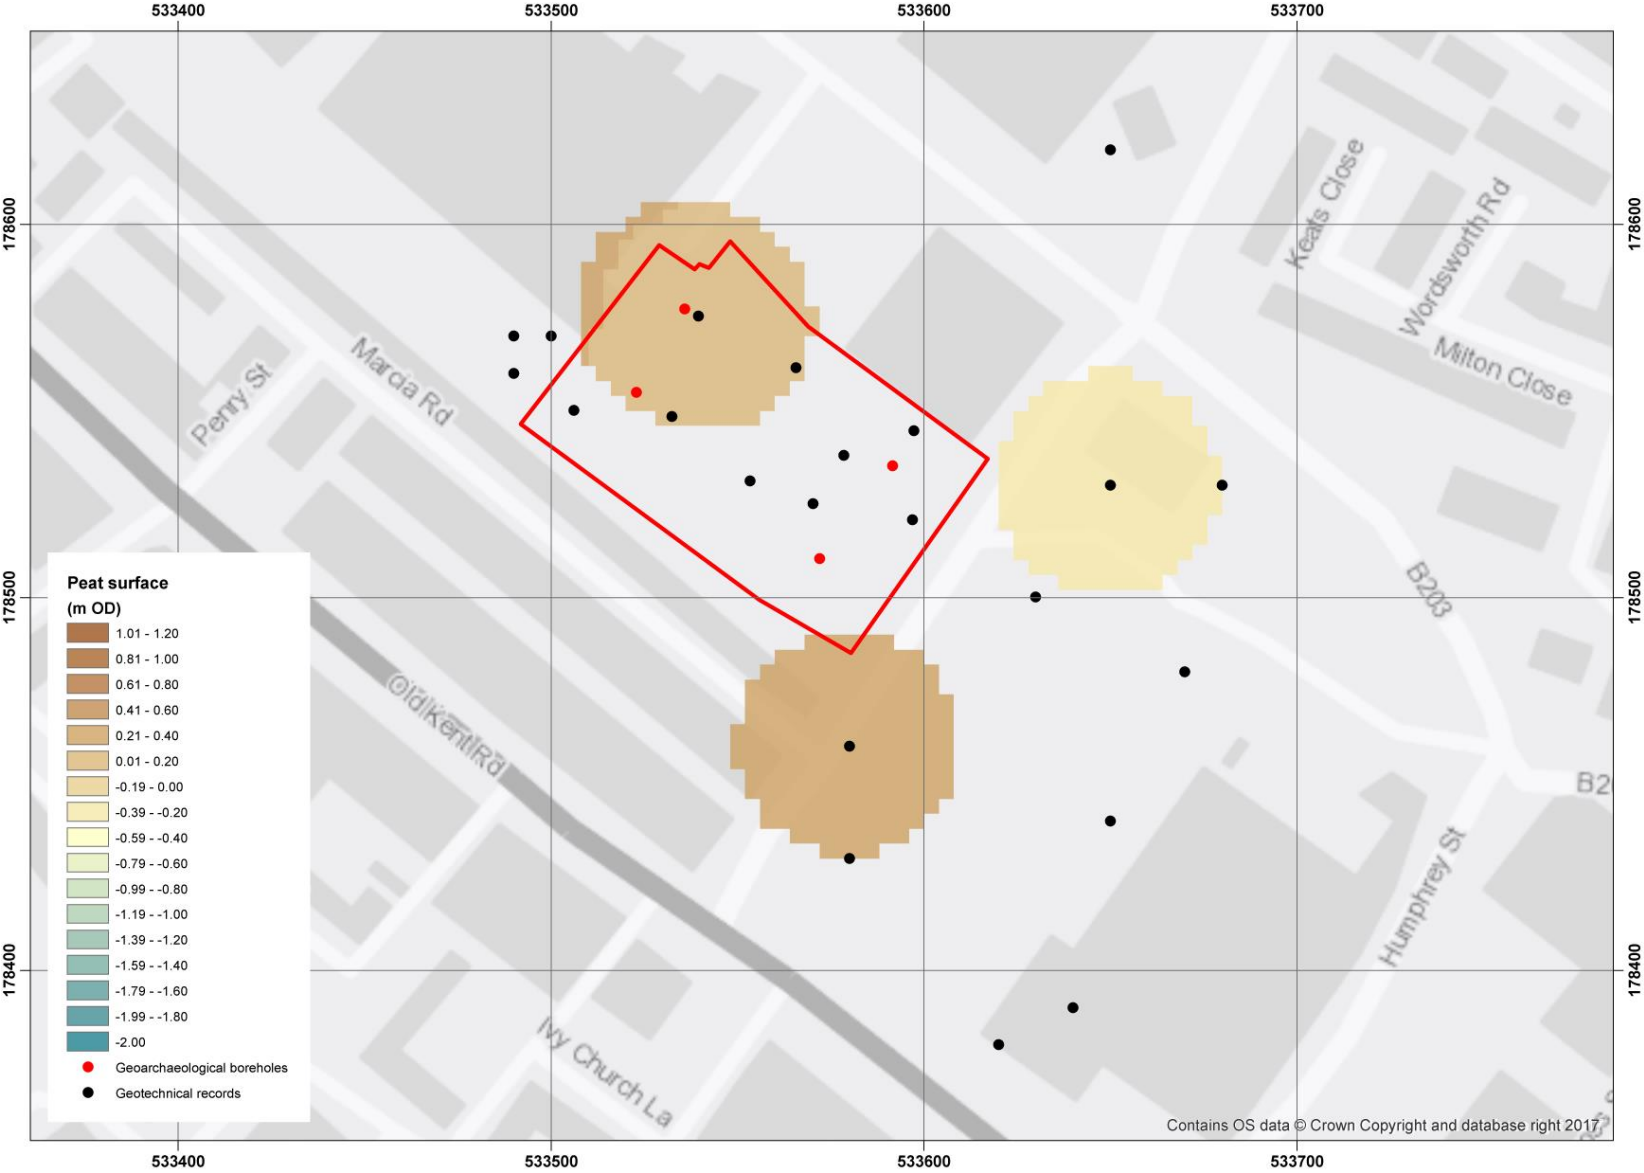 533400 533500 533600 533700
178600 178600
Keats Close
Wordsworth Rd
Milton Close
Marcia Rd
Penry St
178500 178500
B203
Old Kent Rd
B2
Humphrey St
178400 178400
Ivy Church La
Peat surface
(m OD)
1.01 - 1.20
0.81 - 1.00
0.61 - 0.80
0.41 - 0.60
0.21 - 0.40
0.01 - 0.20
-0.19 - 0.00
-0.39 - -0.20
-0.59 - -0.40
-0.79 - -0.60
-0.99 - -0.80
-1.19 - -1.00
-1.39 - -1.20
-1.59 - -1.40
-1.79 - -1.60
-1.99 - -1.80
-2.00
Geoarchaeological boreholes
Geotechnical records
Contains OS data © Crown Copyright and database right 2017
533400 533500 533600 533700